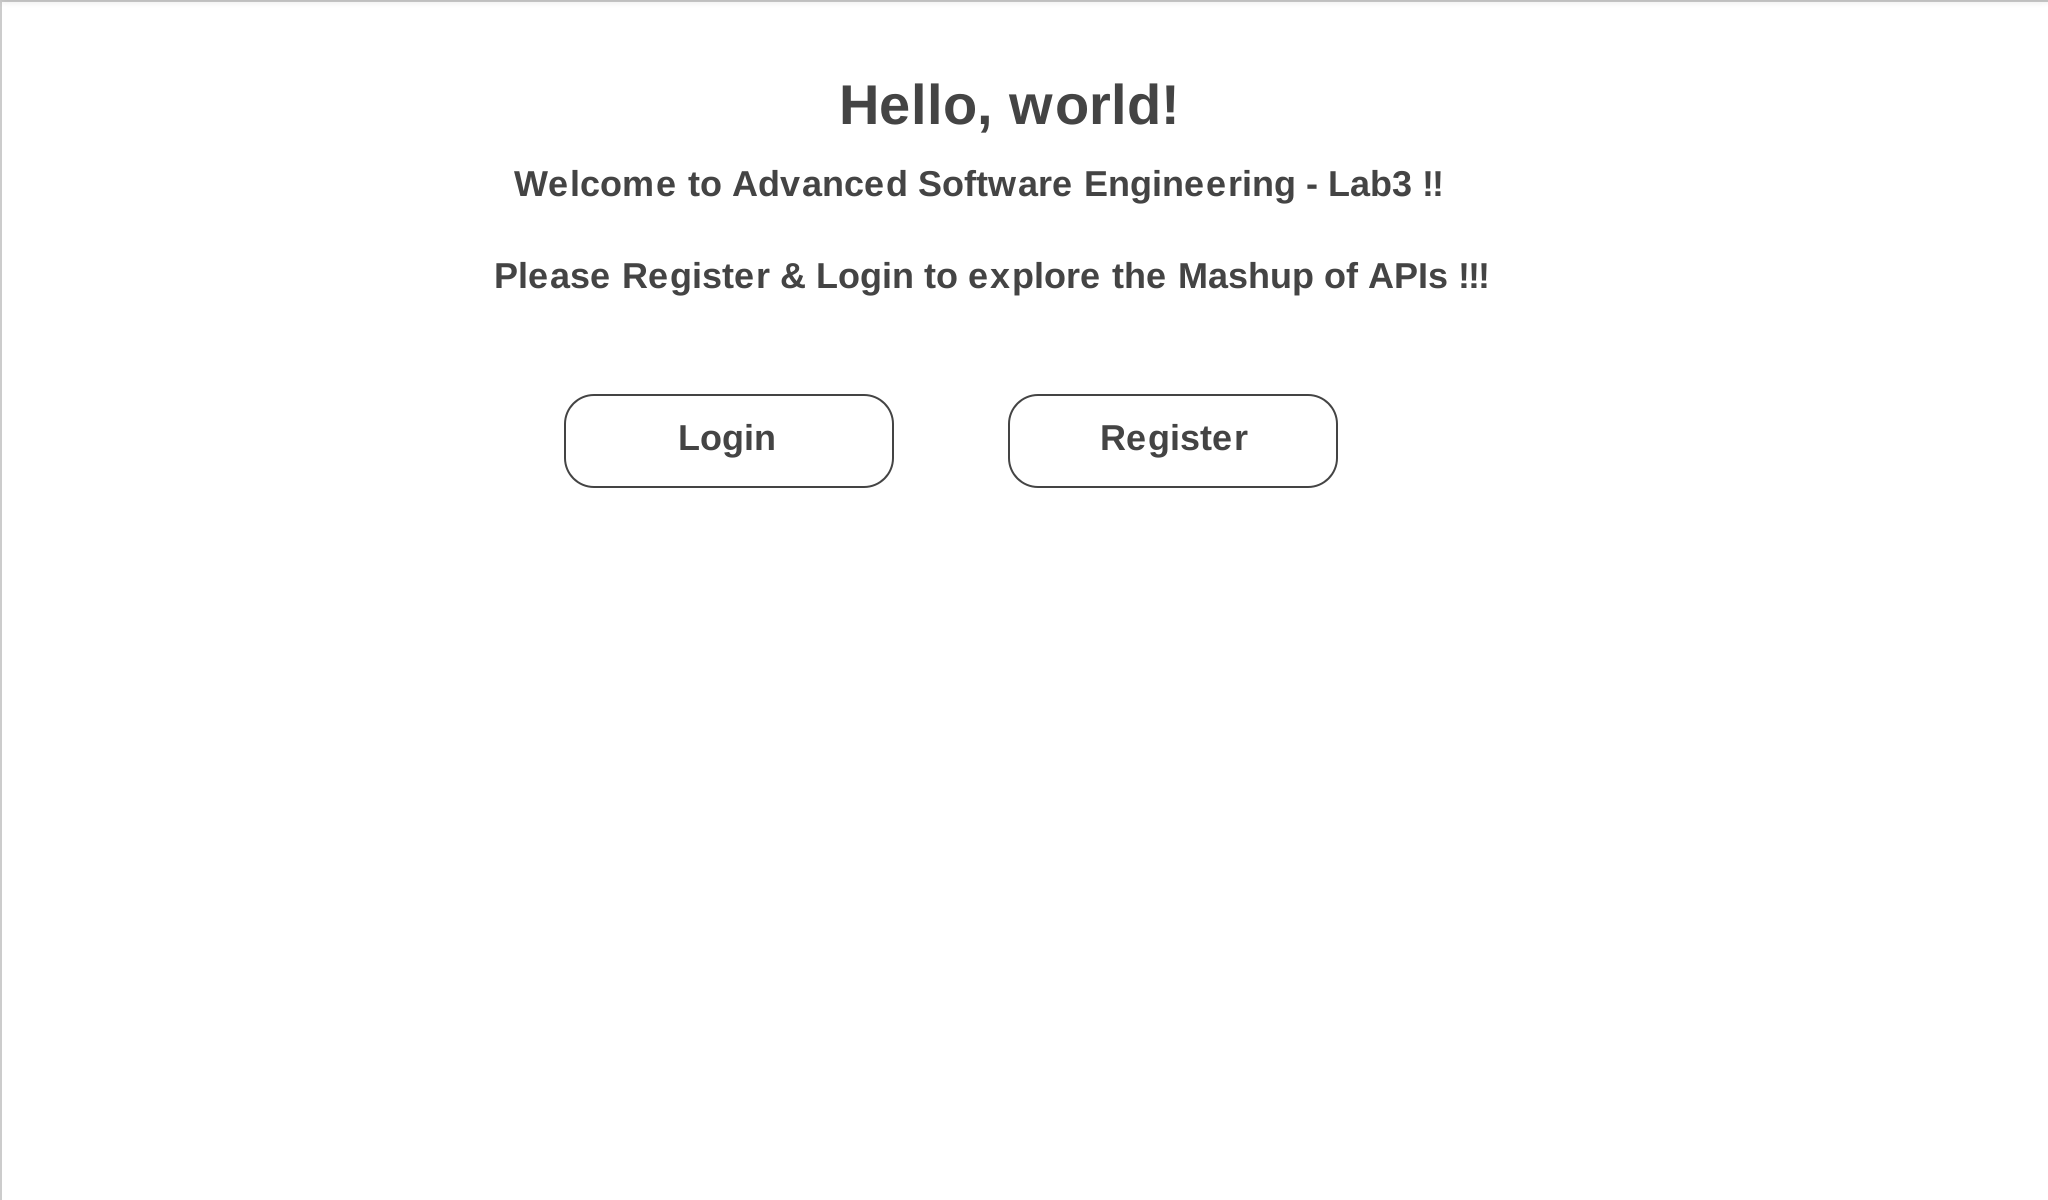 Hello, world!
Welcome to Advanced Software Engineering - Lab3 !!
Please Register & Login to explore the Mashup of APIs !!!
Login
Register